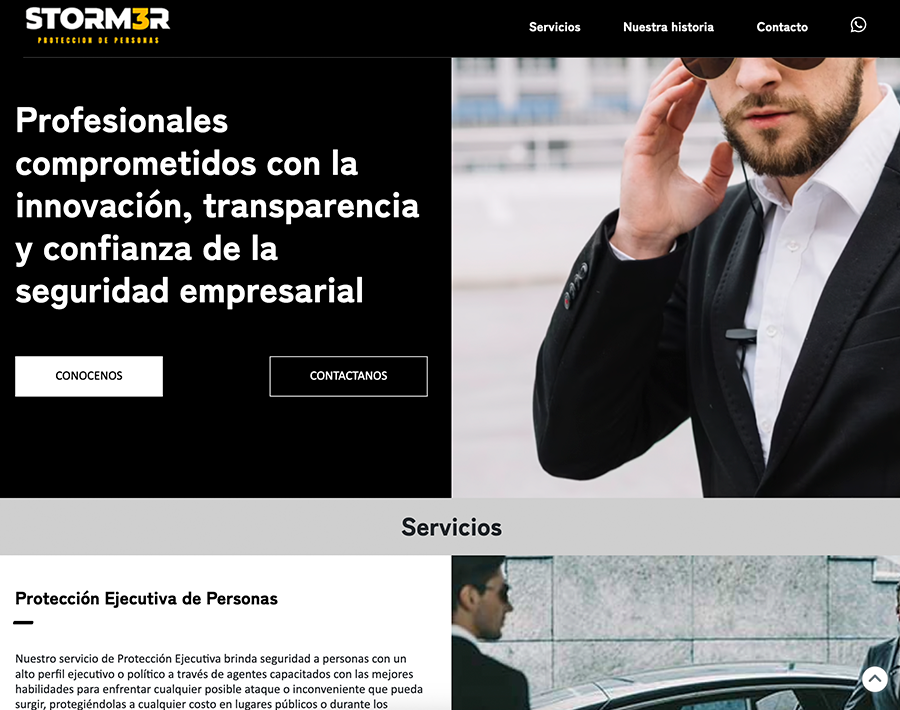 STORM3R
PROTECCION DE PERSONAS
Servicios
Nuestra historia
Contacto
Profesionales
comprometidos con la
innovación, transparencia
y confianza de la
seguridad empresarial
CONOCENOS
CONTACTANOS
Servicios
Protección Ejecutiva de Personas
Nuestro servicio de Protección Ejecutiva brinda seguridad a personas con un
alto perfil ejecutivo o político a través de agentes capacitados con las mejores
habilidades para enfrentar cualquier posible ataque o inconveniente que pueda
surgir, protegiéndolas a cualquier costo en lugares públicos o durante los